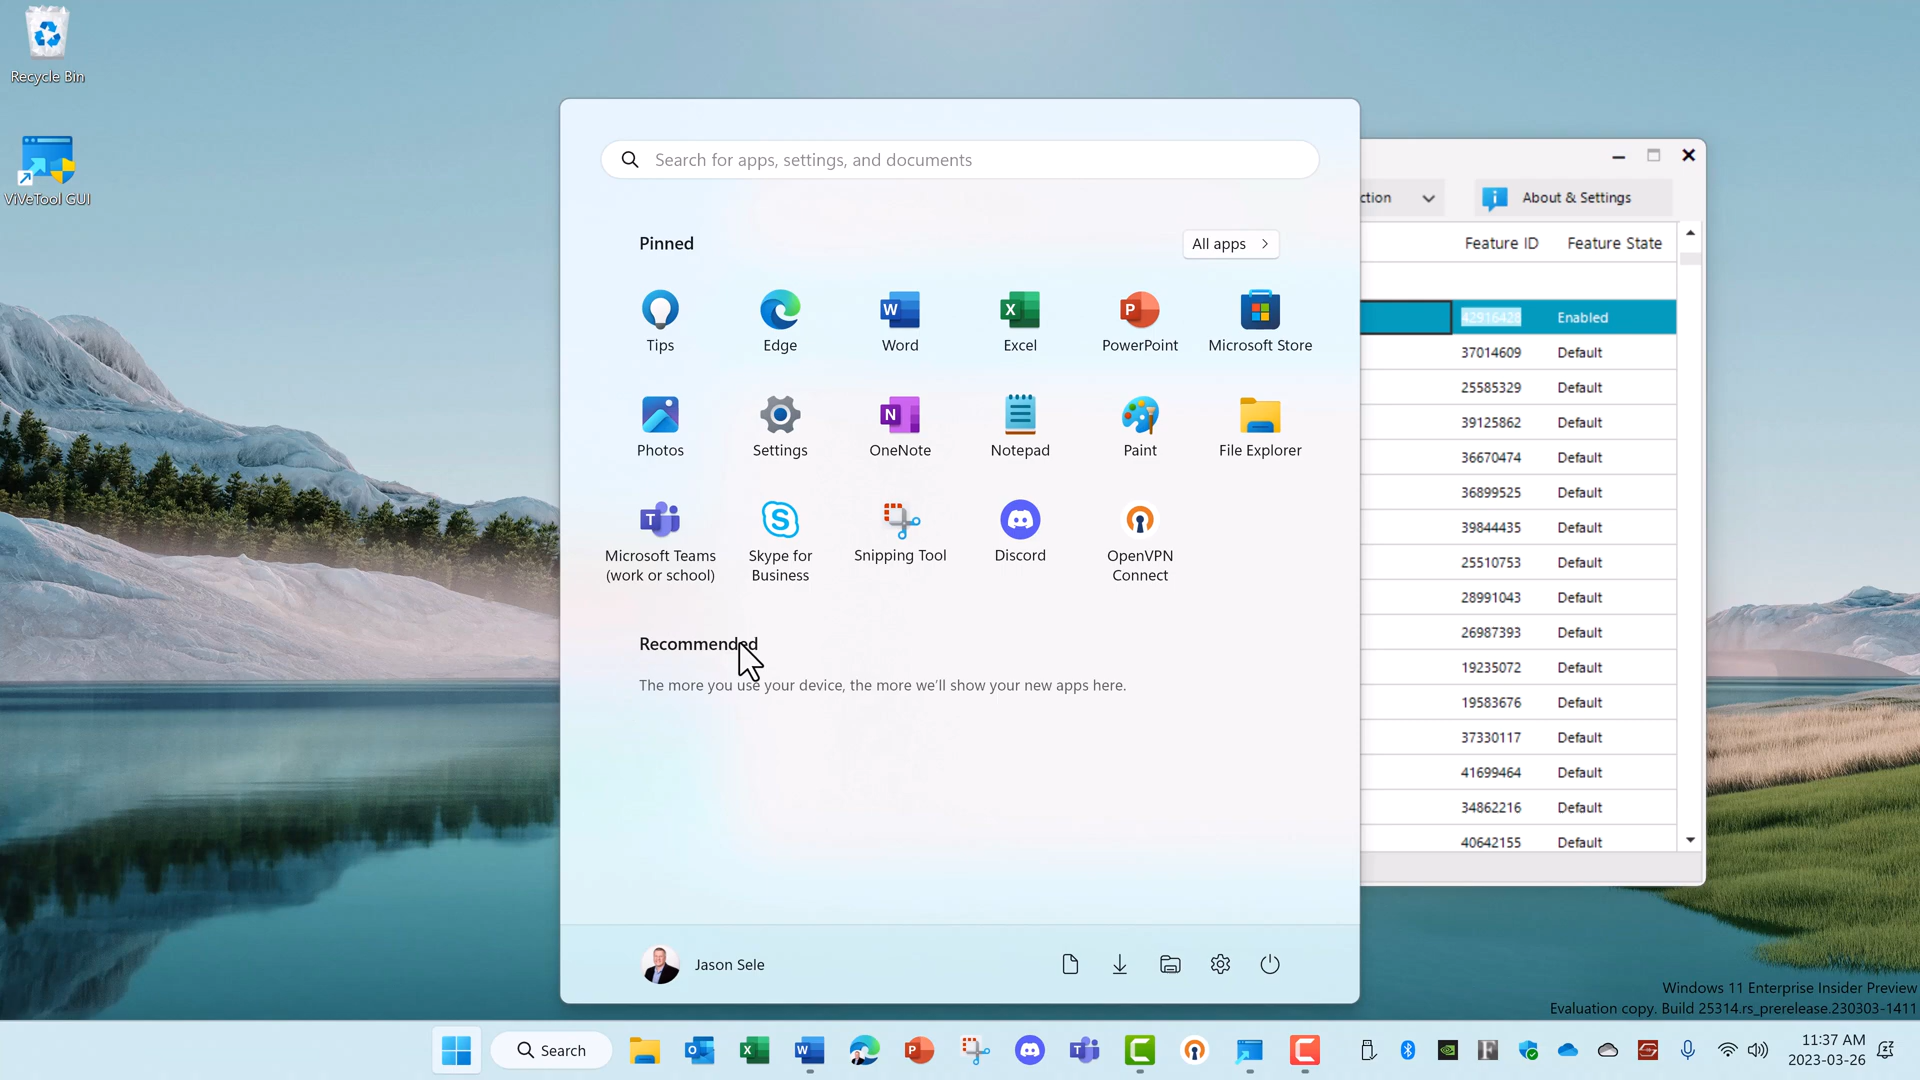 Recycle Bin
ViVeTool GUI
Search for apps, settings, and documents
Pinned
All apps
Tips
Edge
Word
Excel
PowerPoint
Microsoft Store
Photos
Settings
OneNote
Notepad
Paint
File Explorer
Microsoft Teams
(work or school)
Skype for
Business
Snipping Tool
Discord
OpenVPN
Connect
Recommended
The more you use your device, the more we'll show your new apps here.
Jason Sele
ction
About & Settings
Feature ID Feature State
42916428 Enabled
37014609 Default
25585329 Default
39125862 Default
36670474 Default
36899525 Default
39844435 Default
25510753 Default
28991043 Default
26987393 Default
19235072 Default
19583676 Default
37330117 Default
41699464 Default
34862216 Default
40642155 Default
Windows 11 Enterprise Insider Preview
Evaluation copy. Build 25314.rs_prerelease.230303-1411
Search
11:37 AM
2023-03-26